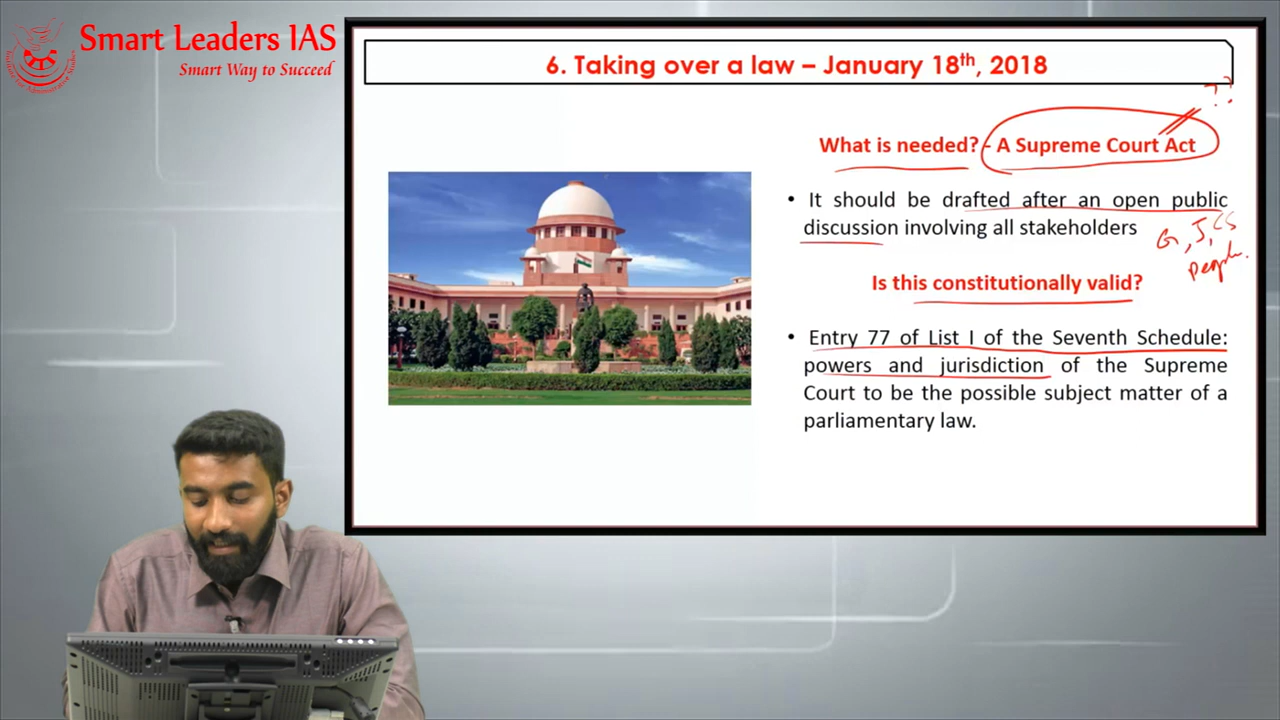 Smart Leaders IAS
Smart Way to Succeed
6. Taking over a law – January 18th, 2018
??
What is needed? - A Supreme Court Act
• It should be drafted after an open public
discussion involving all stakeholders
G, J, CS
People.
Is this constitutionally valid?
• Entry 77 of List I of the Seventh Schedule:
powers and jurisdiction of the Supreme
Court to be the possible subject matter of a
parliamentary law.